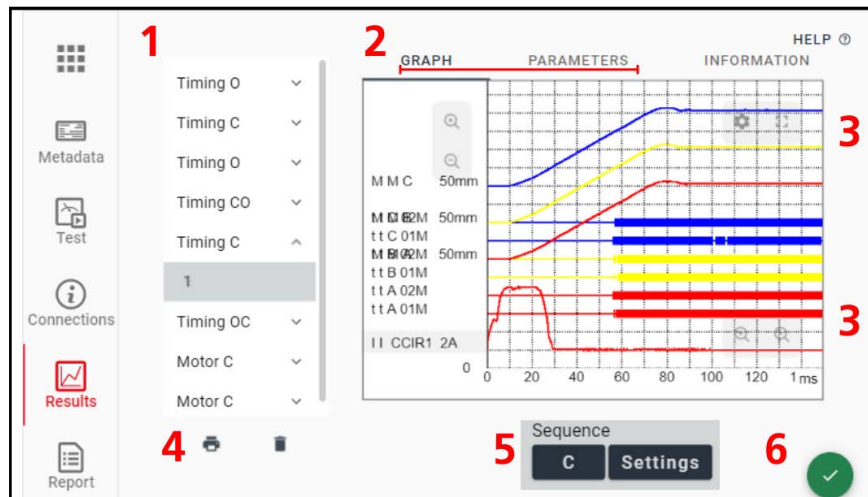 1
2
HELP
GRAPH
PARAMETERS
INFORMATION
Metadata
Test
Connections
Results
Report
Timing O
Timing C
Timing O
Timing CO
Timing C
1
Timing OC
Motor C
Motor C
M M C 50mm
50mm
t t C 01M
50mm
t t B 01M
t t A 02M
t t A 01M
I I CCIR1 2A
0
0 20 40 60 80 100 120 1 ms
3
3
4
5
Sequence
C
Settings
6